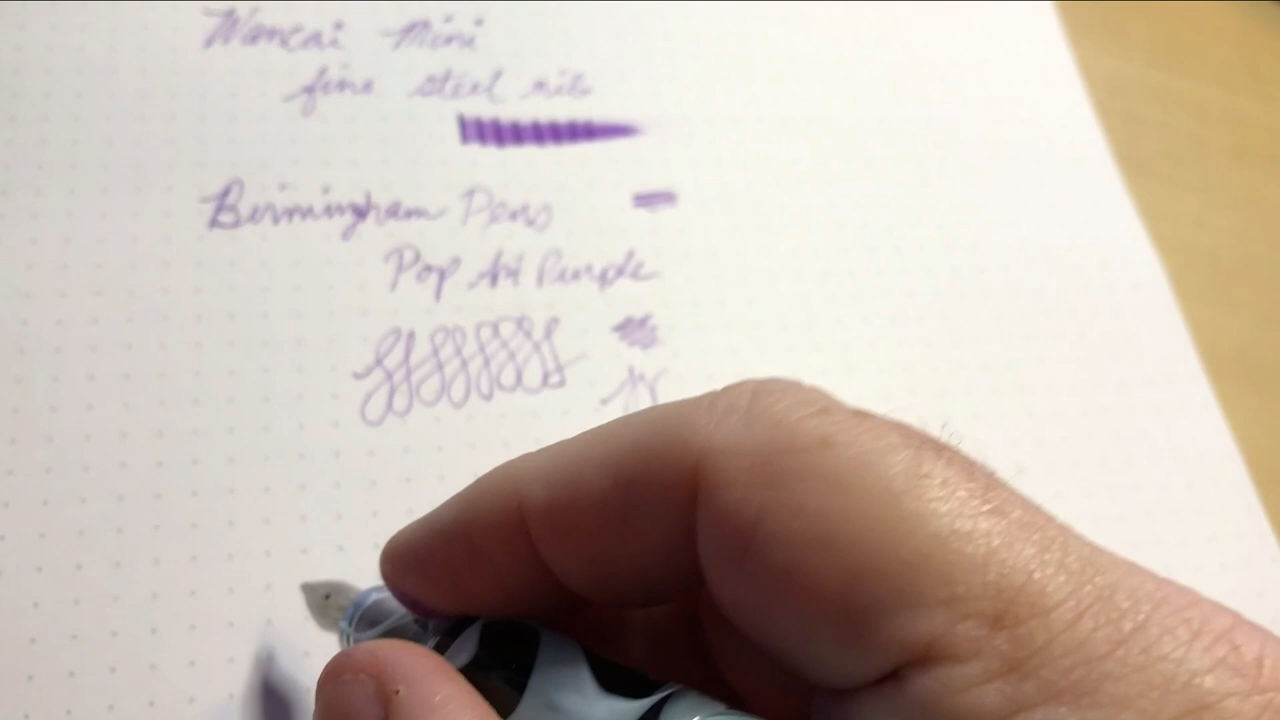 Wancai Mini
fine steel nib
Birmingham Pens
Pop Art Purple